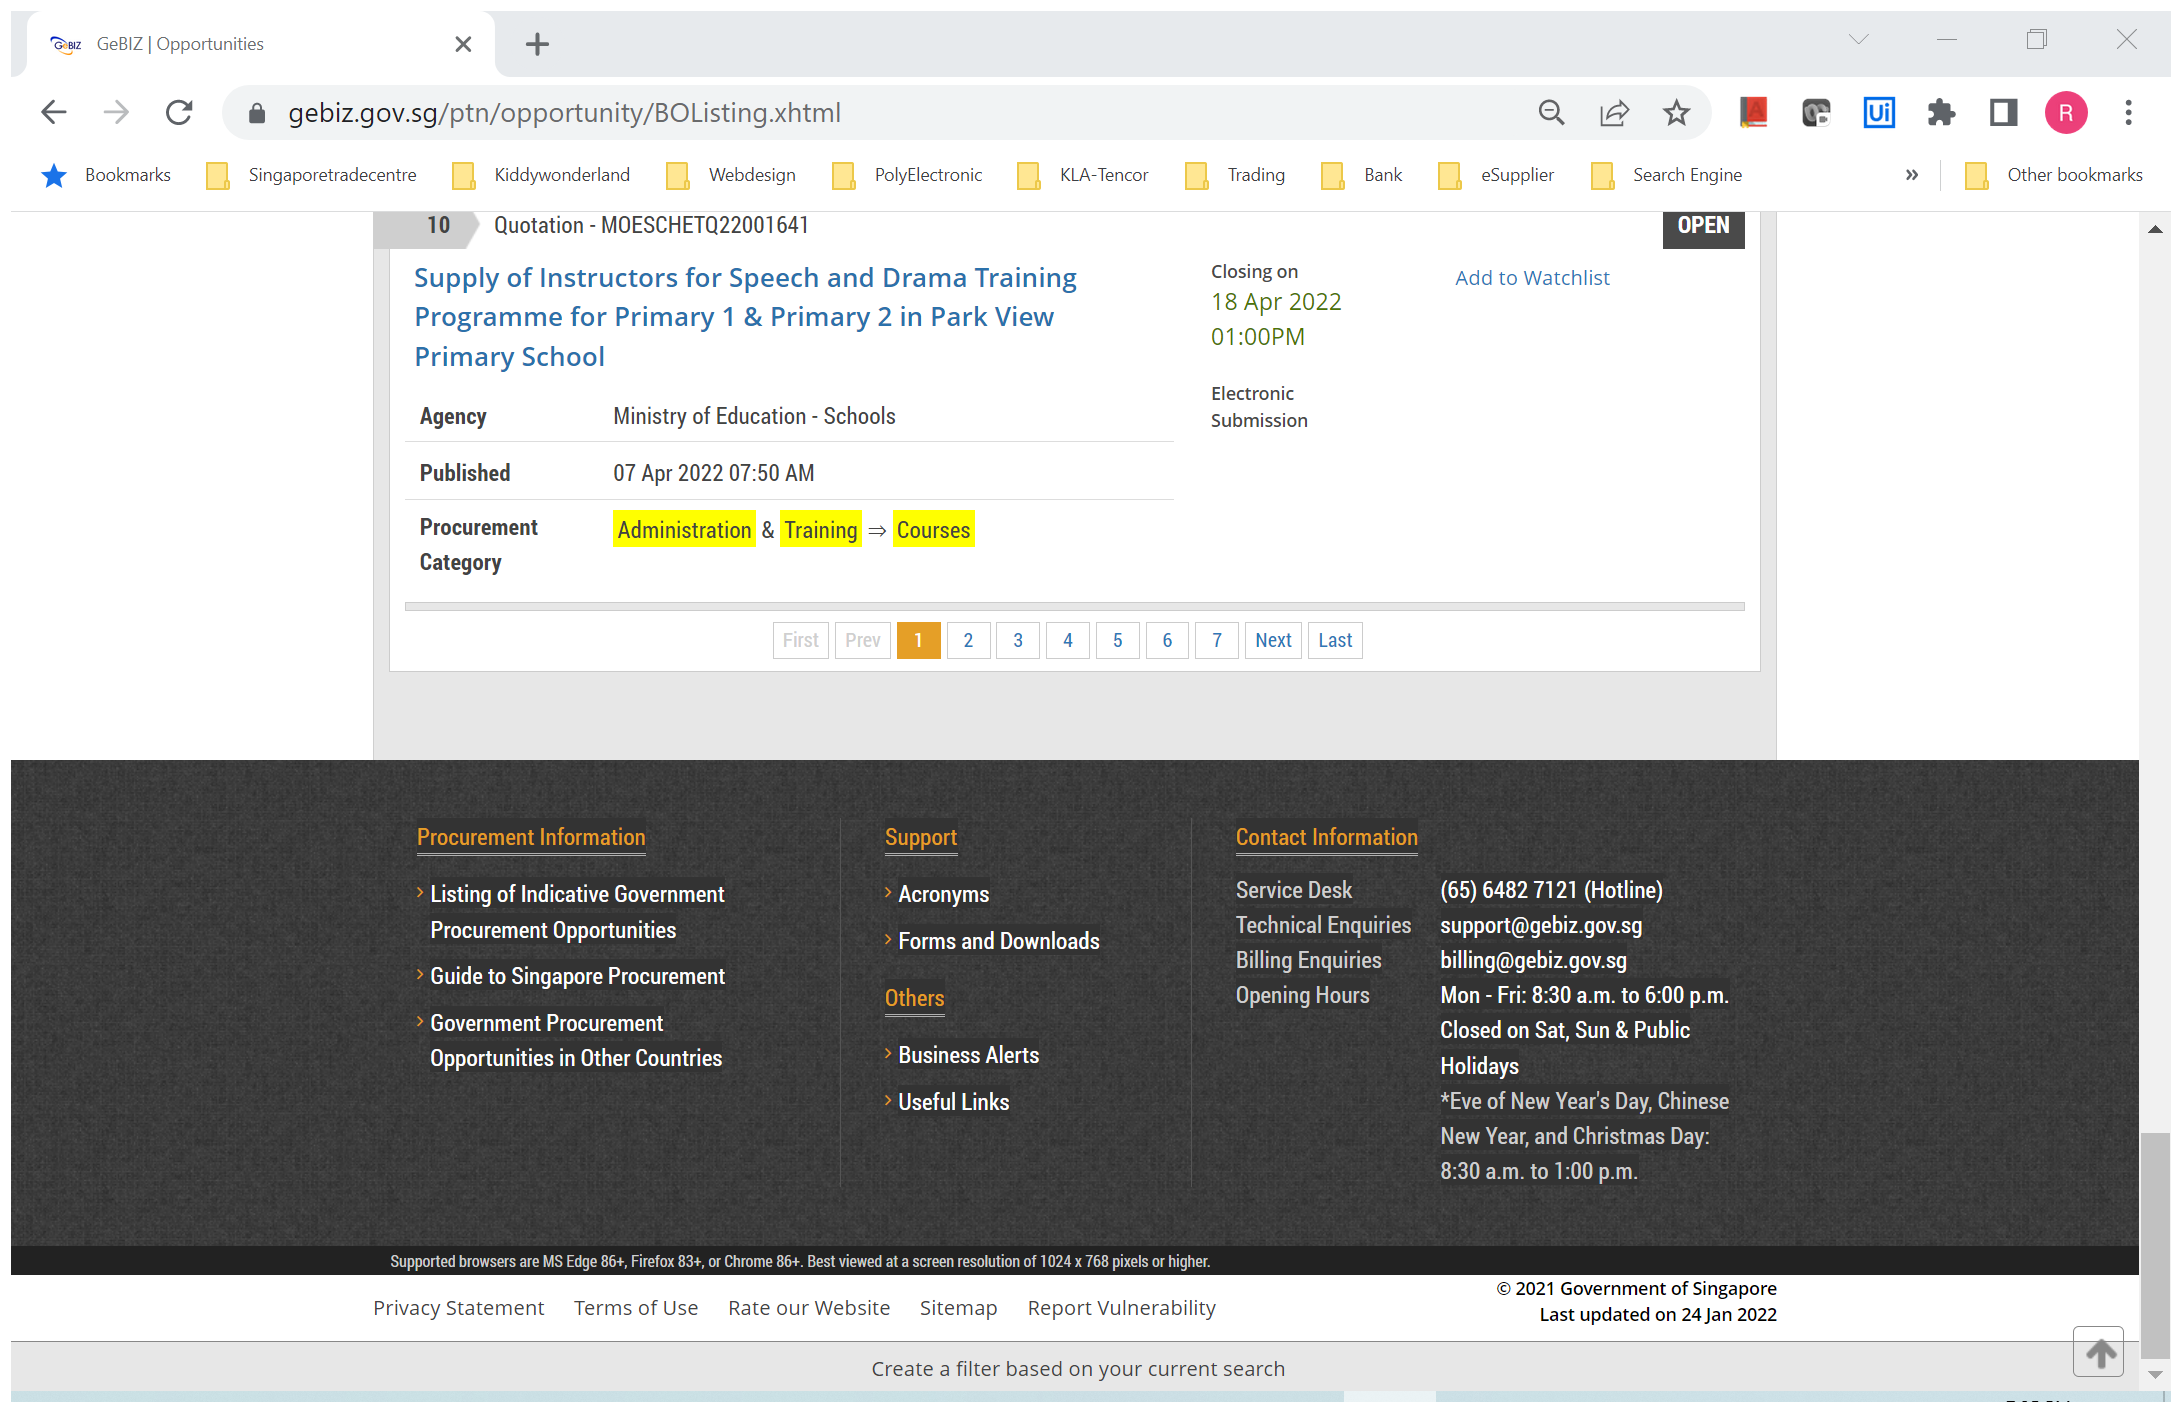 GeBIZ GeBIZ | Opportunities
gebiz.gov.sg/ptn/opportunity/BOListing.xhtml Ui R
Bookmarks Singaporetradecentre Kiddywonderland Webdesign PolyElectronic KLA-Tencor Trading Bank eSupplier Search Engine » Other bookmarks
10 Quotation - MOESCHETQ22001641 OPEN
Supply of Instructors for Speech and Drama Training
Programme for Primary 1 & Primary 2 in Park View
Primary School
Closing on
18 Apr 2022
01:00PM
Electronic
Submission
Add to Watchlist
Agency Ministry of Education - Schools
Published 07 Apr 2022 07:50 AM
Procurement
Category
Administration & Training ⇒ Courses
First Prev 1 2 3 4 5 6 7 Next Last
Procurement Information
Listing of Indicative Government
Procurement Opportunities
Guide to Singapore Procurement
Government Procurement
Opportunities in Other Countries
Support
Acronyms
Forms and Downloads
Others
Business Alerts
Useful Links
Contact Information
Service Desk (65) 6482 7121 (Hotline)
Technical Enquiries support@gebiz.gov.sg
Billing Enquiries billing@gebiz.gov.sg
Opening Hours Mon - Fri: 8:30 a.m. to 6:00 p.m.
Closed on Sat, Sun & Public
Holidays
*Eve of New Year's Day, Chinese
New Year, and Christmas Day:
8:30 a.m. to 1:00 p.m.
Supported browsers are MS Edge 86+, Firefox 83+, or Chrome 86+. Best viewed at a screen resolution of 1024 x 768 pixels or higher.
Privacy Statement Terms of Use Rate our Website Sitemap Report Vulnerability
© 2021 Government of Singapore
Last updated on 24 Jan 2022
Create a filter based on your current search